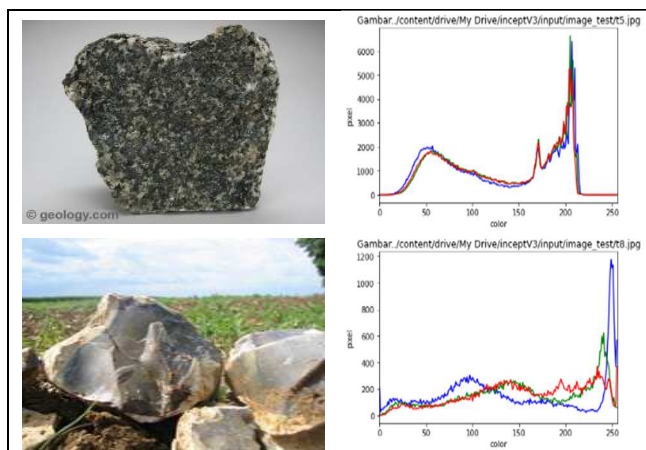 Gambar../content/drive/My Drive/inceptV3/input/image_test/t5.jpg
6000
5000
4000
3000
2000
1000
0
pixel
0 50 100 150 200 250
color
© geology.com
Gambar../content/drive/My Drive/inceptV3/input/image_test/t8.jpg
1200
1000
800
600
400
200
0
pixel
0 50 100 150 200 250
color